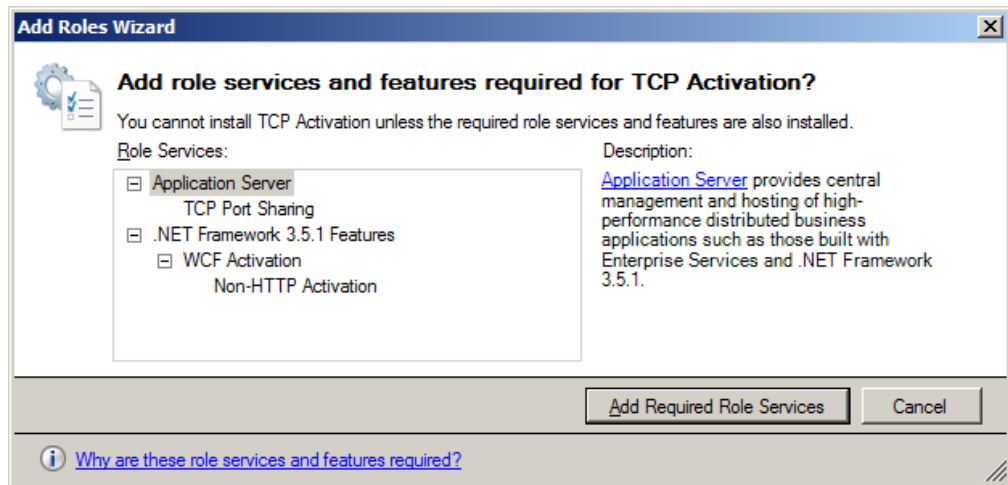 Add Roles Wizard
Add role services and features required for TCP Activation?
You cannot install TCP Activation unless the required role services and features are also installed.
Role Services:
Application Server
TCP Port Sharing
.NET Framework 3.5.1 Features
WCF Activation
Non-HTTP Activation
Description:
Application Server provides central
management and hosting of high-
performance distributed business
applications such as those built with
Enterprise Services and .NET Framework
3.5.1.
Add Required Role Services
Cancel
Why are these role services and features required?